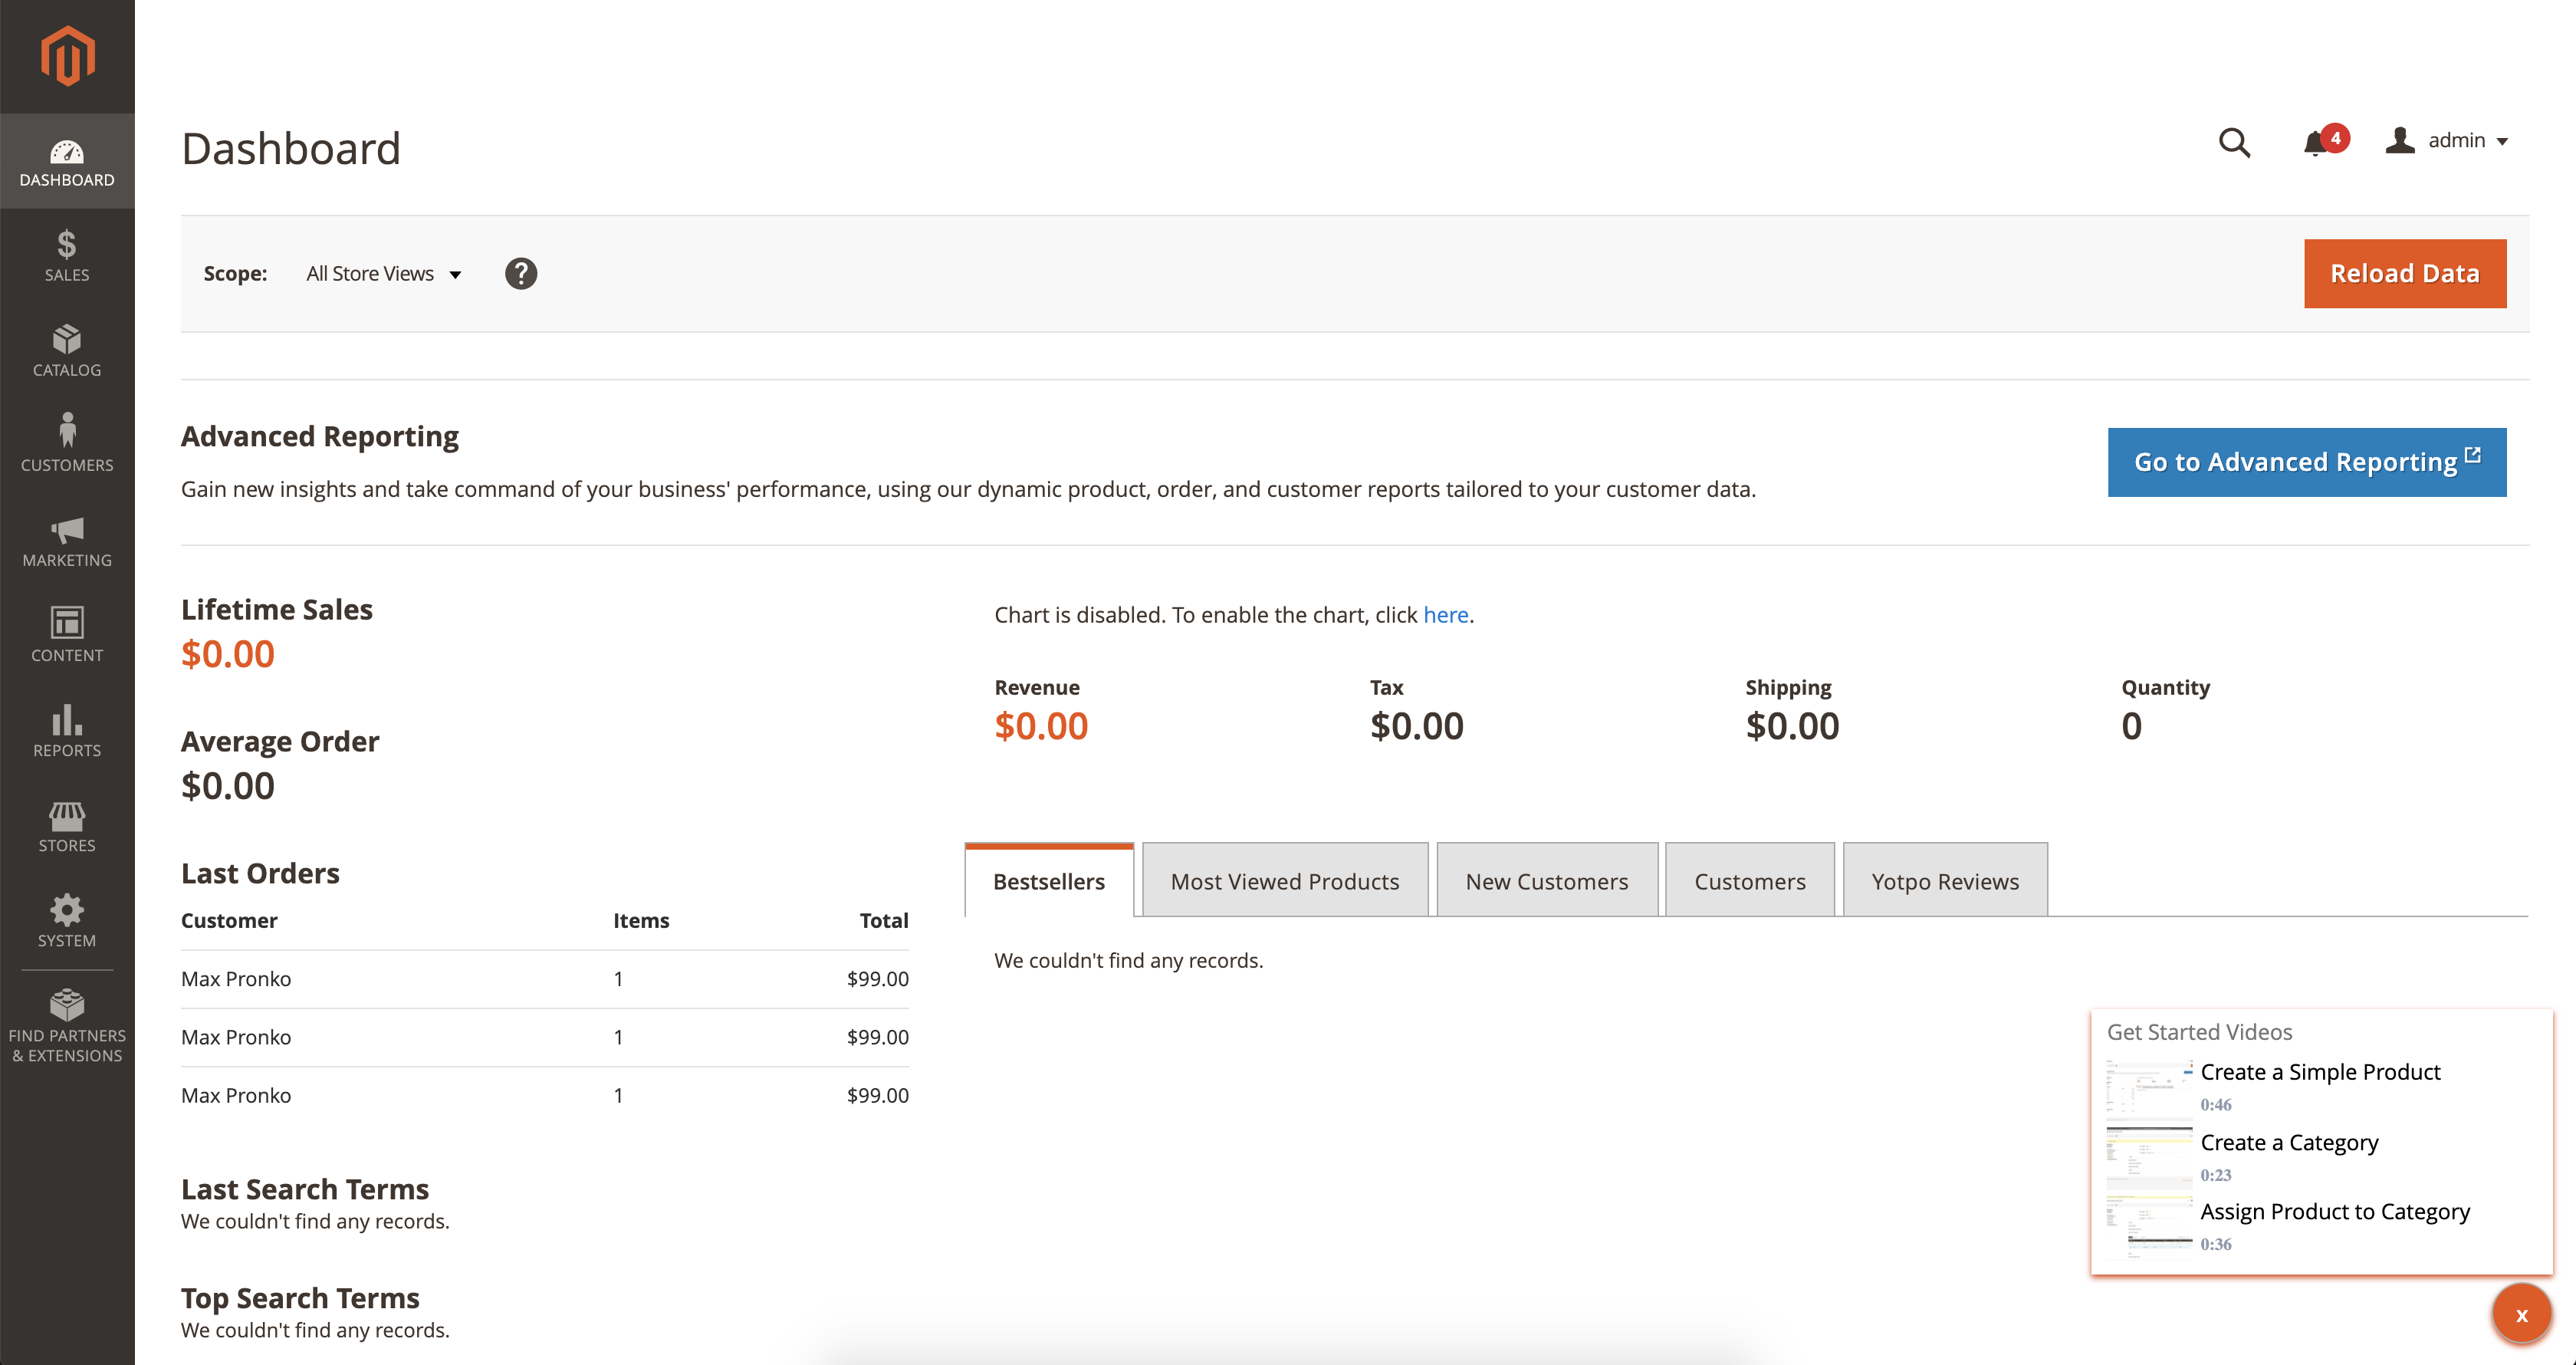 DASHBOARD
SALES
CATALOG
CUSTOMERS
MARKETING
CONTENT
REPORTS
STORES
SYSTEM
FIND PARTNERS
& EXTENSIONS
Dashboard
4
admin
Scope: All Store Views ?
Reload Data
Advanced Reporting
Gain new insights and take command of your business' performance, using our dynamic product, order, and customer reports tailored to your customer data.
Go to Advanced Reporting
Lifetime Sales
$0.00
Average Order
$0.00
Last Orders
Customer Items Total
Max Pronko 1 $99.00
Max Pronko 1 $99.00
Max Pronko 1 $99.00
Last Search Terms
We couldn't find any records.
Top Search Terms
We couldn't find any records.
Chart is disabled. To enable the chart, click here.
Revenue Tax Shipping Quantity
$0.00 $0.00 $0.00 0
Bestsellers Most Viewed Products New Customers Customers Yotpo Reviews
We couldn't find any records.
Get Started Videos
Create a Simple Product
0:46
Create a Category
0:23
Assign Product to Category
0:36
x